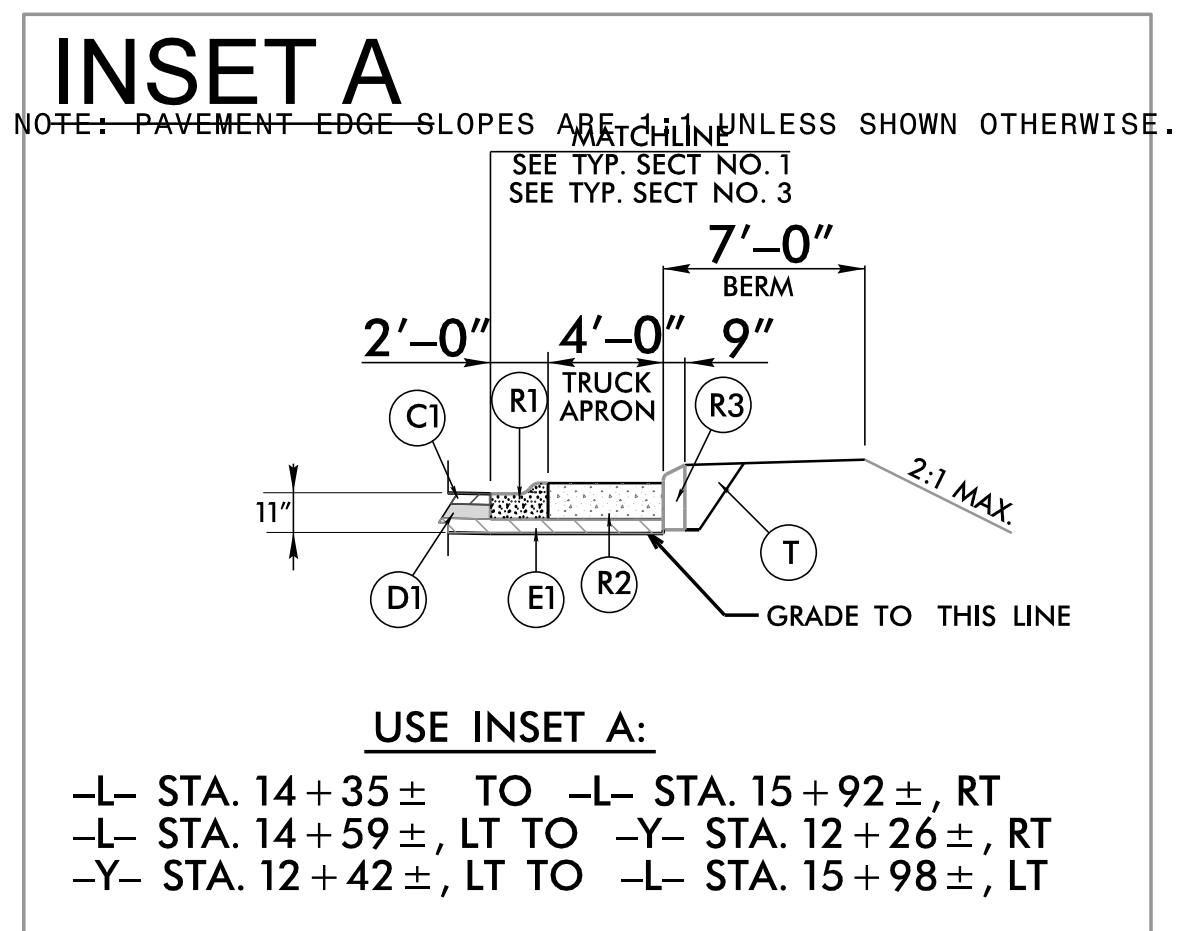 INSET A
NOTE: PAVEMENT EDGE SLOPES ARE 1:1 UNLESS SHOWN OTHERWISE.
MATCHLINE
SEE TYP. SECT NO. 1
SEE TYP. SECT NO. 3
7'–0"
BERM
2'–0" 4'–0" 9"
TRUCK
APRON
C1 R1 R3
2:1 MAX.
11"
T
D1 E1 R2
GRADE TO THIS LINE
USE INSET A:
–L– STA. 14+35± TO –L– STA. 15+92±, RT
–L– STA. 14+59±, LT TO –Y– STA. 12+26±, RT
–Y– STA. 12+42±, LT TO –L– STA. 15+98±, LT